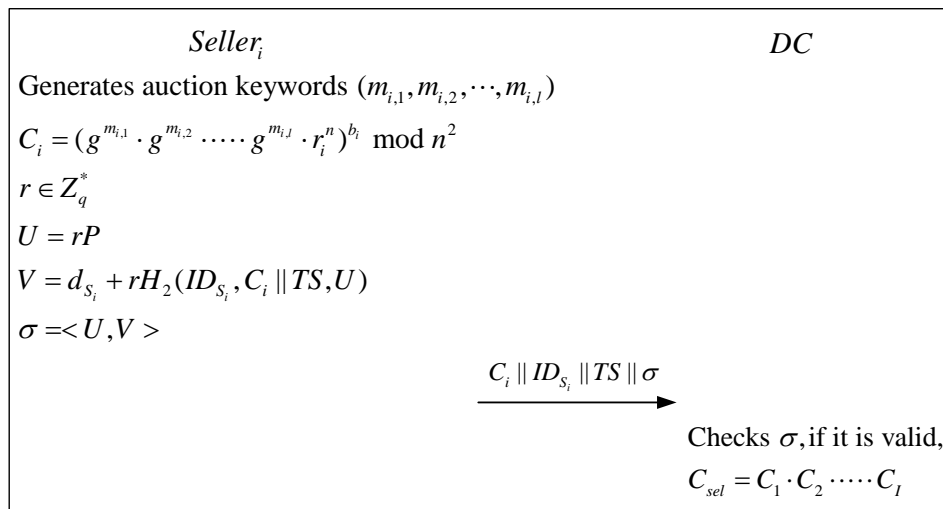 Seller_i DC
Generates auction keywords (m_{i,1}, m_{i,2}, ⋯, m_{i,l})
C_i = (g^{m_{i,1}} · g^{m_{i,2}} ····· g^{m_{i,l}} · r_i^n)^{b_i} mod n^2
r ∈ Z_q^*
U = rP
V = d_{S_i} + rH_2(ID_{S_i}, C_i || TS, U)
σ =< U, V >
C_i || ID_{S_i} || TS || σ
Checks σ, if it is valid,
C_{sel} = C_1 · C_2 ····· C_I